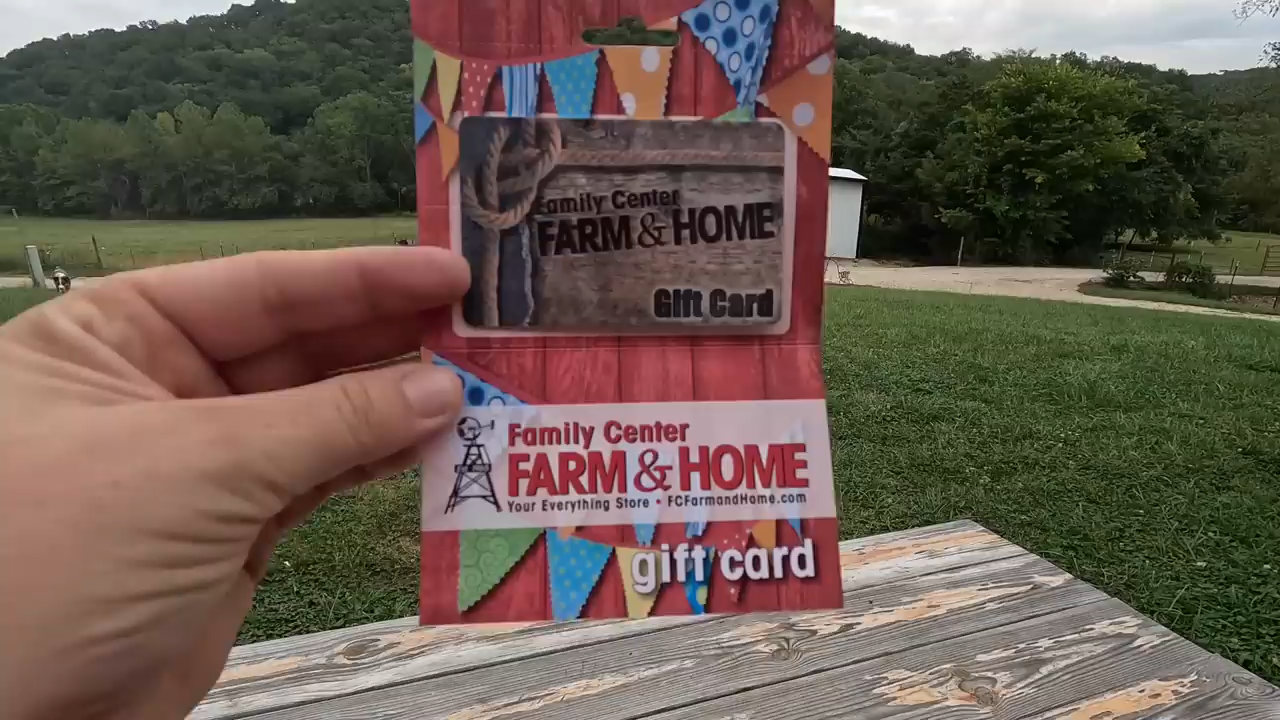 Family Center
FARM & HOME
Gift Card
Family Center
FARM & HOME
Your Everything Store • FCFarmandHome.com
gift card